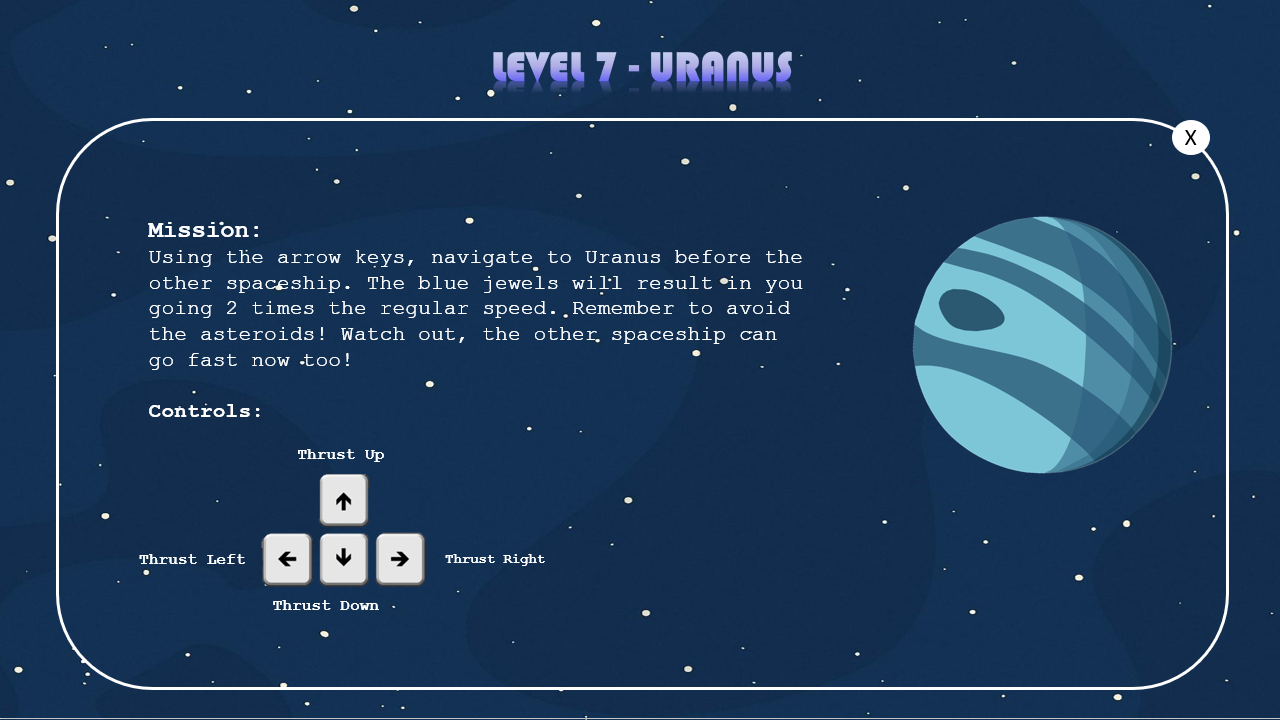 LEVEL 7 - URANUS
X
Mission:
Using the arrow keys, navigate to Uranus before the
other spaceship. The blue jewels will result in you
going 2 times the regular speed. Remember to avoid
the asteroids! Watch out, the other spaceship can
go fast now too!
Controls:
Thrust Up
Thrust Left
Thrust Right
Thrust Down